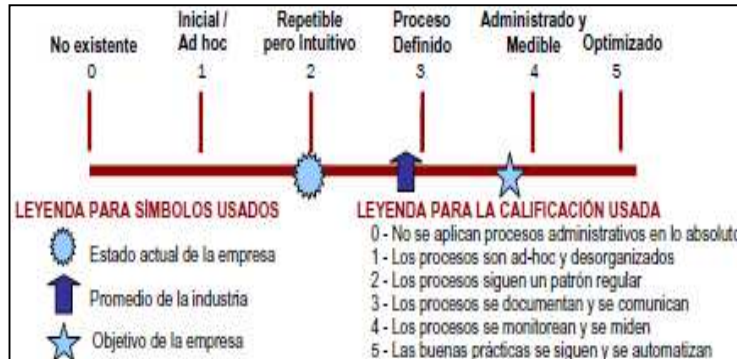 No existente
0
Inicial /
Ad hoc
1
Repetible
pero Intuitivo
2
Proceso
Definido
3
Administrado y
Medible
4
Optimizado
5
LEYENDA PARA SÍMBOLOS USADOS
Estado actual de la empresa
Promedio de la industria
Objetivo de la empresa
LEYENDA PARA LA CALIFICACIÓN USADA
0 - No se aplican procesos administrativos en lo absoluto
1 - Los procesos son ad-hoc y desorganizados
2 - Los procesos siguen un patrón regular
3 - Los procesos se documentan y se comunican
4 - Los procesos se monitorean y se miden
5 - Las buenas prácticas se siguen y se automatizan